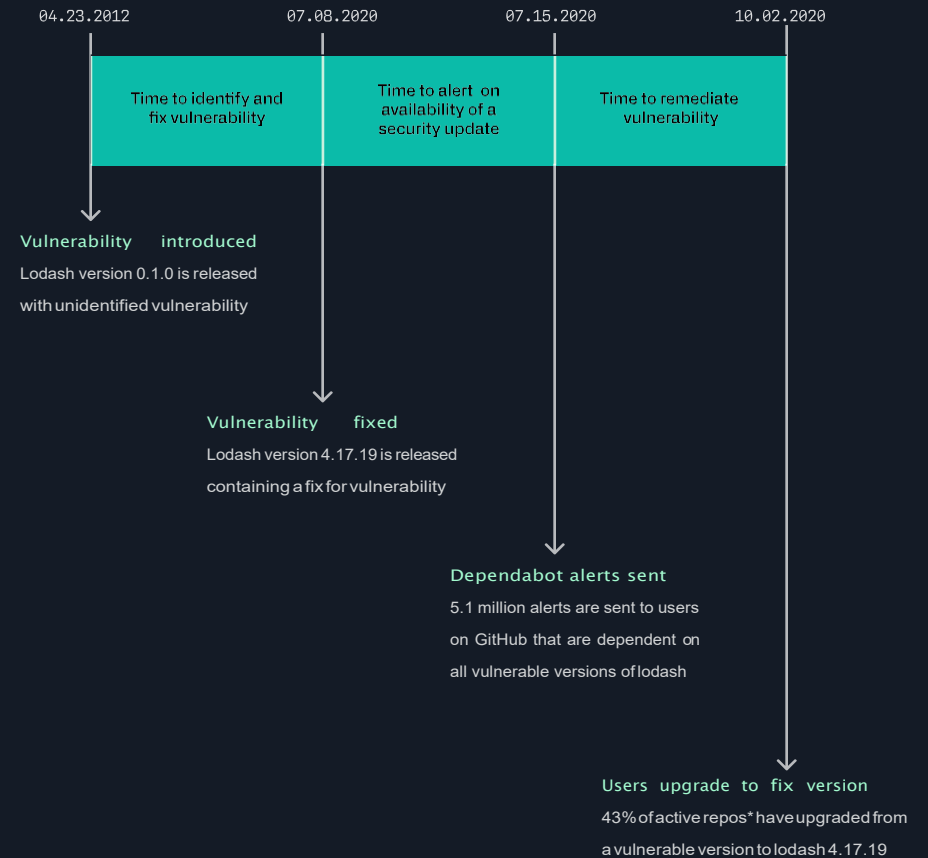 04.23.2012
07.08.2020
07.15.2020
10.02.2020
Time to identify and
fix vulnerability
Time to alert on
availability of a
security update
Time to remediate
vulnerability
Vulnerability introduced
Lodash version 0.1.0 is released
with unidentified vulnerability
Vulnerability fixed
Lodash version 4.17.19 is released
containing a fix for vulnerability
Dependabot alerts sent
5.1 million alerts are sent to users
on GitHub that are dependent on
all vulnerable versions of lodash
Users upgrade to fix version
43% of active repos* have upgraded from
a vulnerable version to lodash 4.17.19